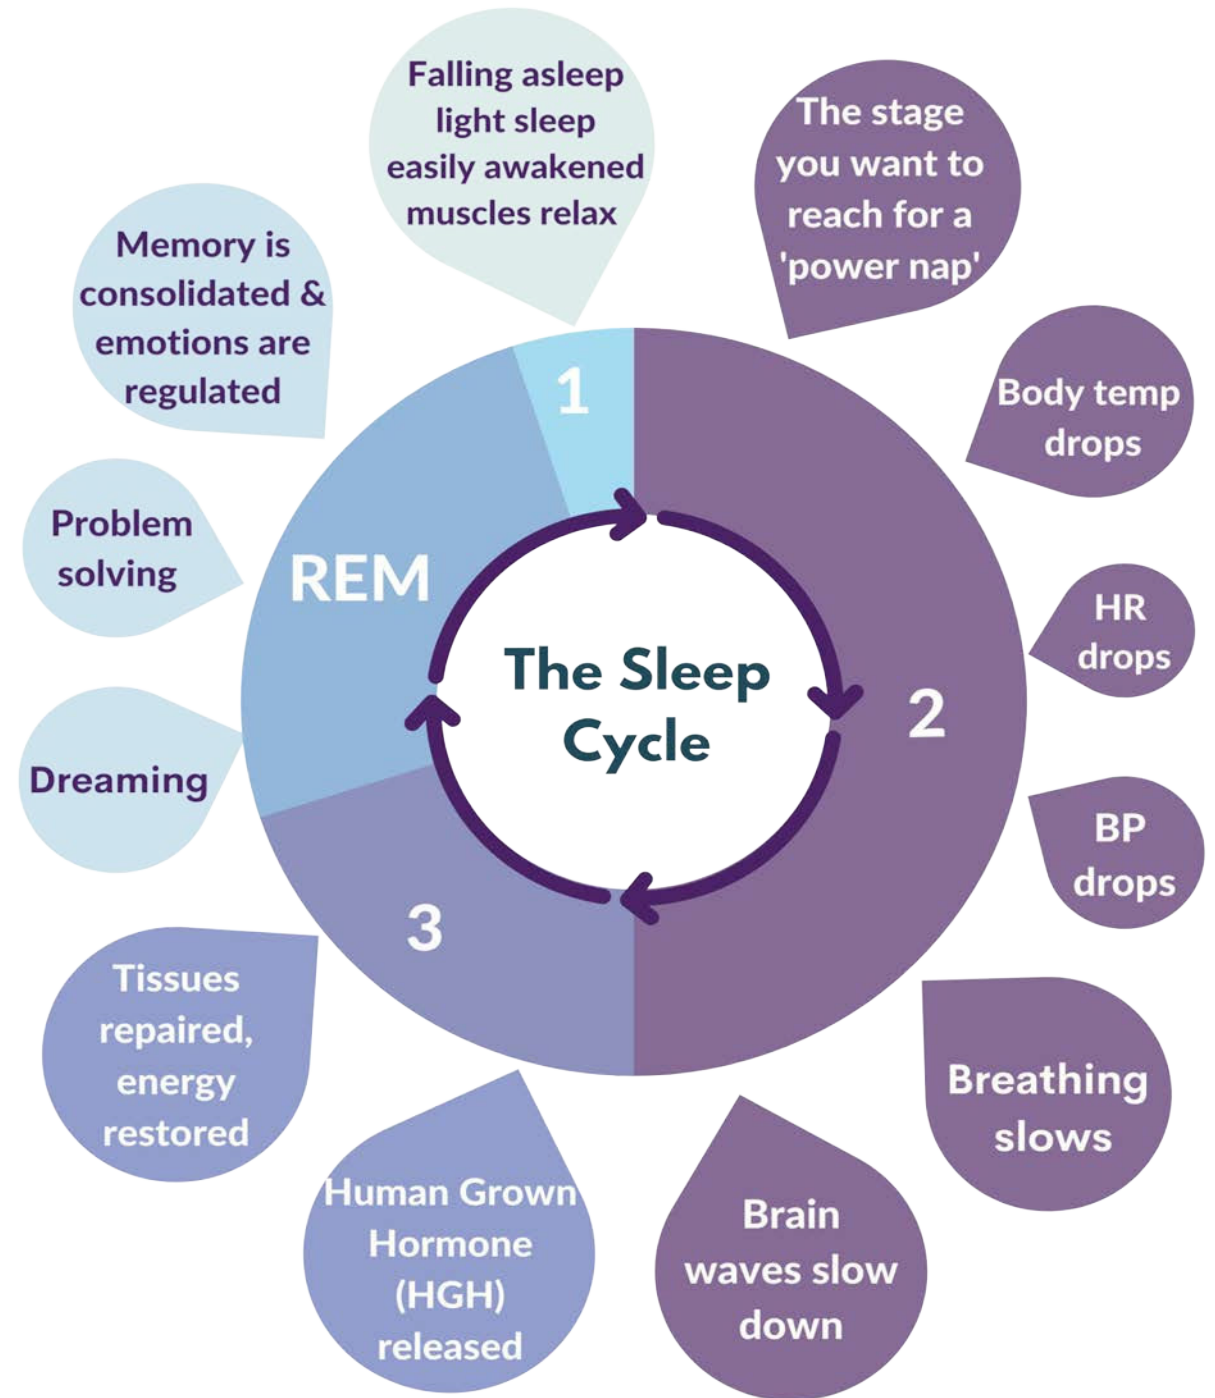 Falling asleep
light sleep
easily awakened
muscles relax
The stage
you want to
reach for a
'power nap'
Body temp
drops
HR
drops
BP
drops
Breathing
slows
Brain
waves slow
down
Human Grown
Hormone
(HGH)
released
Tissues
repaired,
energy
restored
Dreaming
Problem
solving
Memory is
consolidated &
emotions are
regulated
1
2
3
REM
The Sleep
Cycle